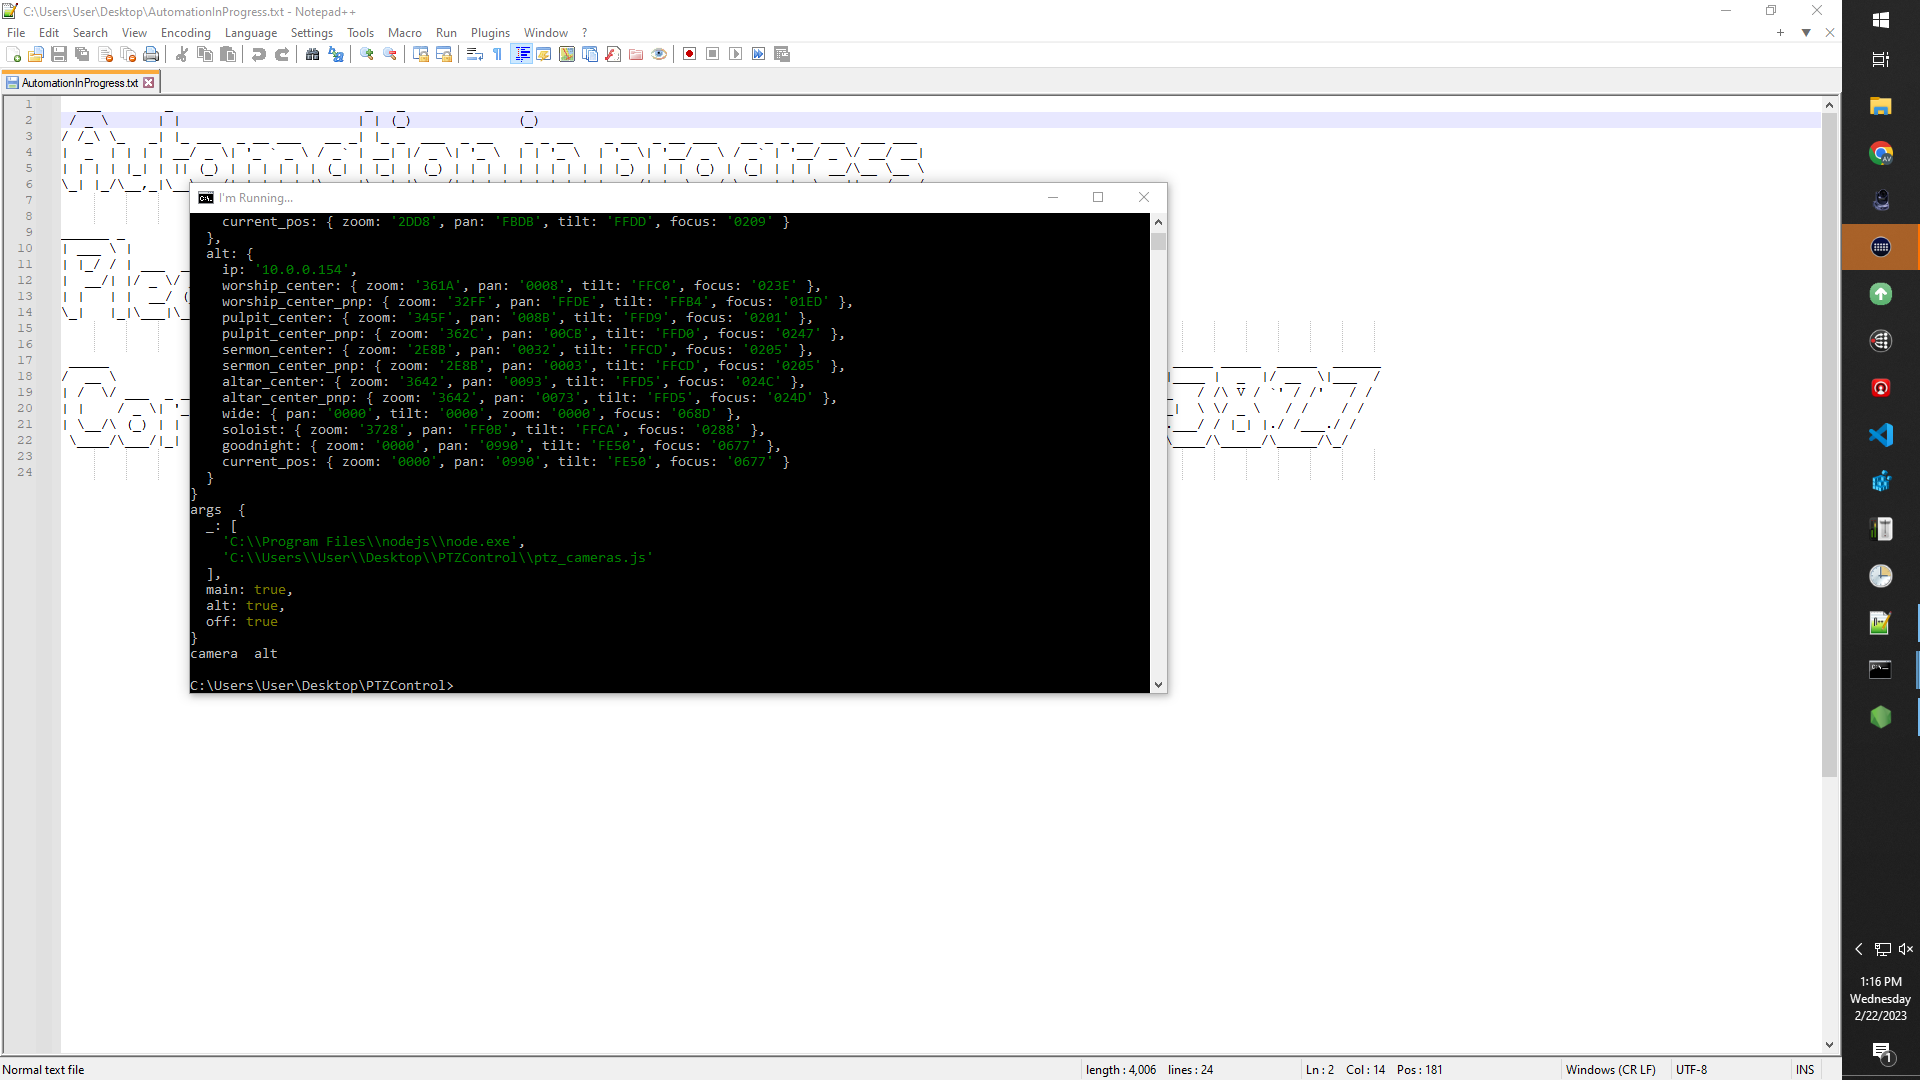 C:\Users\User\Desktop\AutomationInProgress.txt - Notepad++
File Edit Search View Encoding Language Settings Tools Macro Run Plugins Window ?
AutomationInProgress.txt
1
2
3
4
5
6
7
8
9
10
11
12
13
14
15
16
17
18
19
20
21
22
23
24
Automation in progress
I'm Running...
current_pos: { zoom: '2DD8', pan: 'FBDB', tilt: 'FFDD', focus: '0209' }
},
alt: {
ip: '10.0.0.154',
worship_center: { zoom: '361A', pan: '0008', tilt: 'FFC0', focus: '023E' },
worship_center_pnp: { zoom: '32FF', pan: 'FFDE', tilt: 'FFB4', focus: '01ED' },
pulpit_center: { zoom: '345F', pan: '008B', tilt: 'FFD9', focus: '0201' },
pulpit_center_pnp: { zoom: '362C', pan: '00CB', tilt: 'FFD0', focus: '0247' },
sermon_center: { zoom: '2E8B', pan: '0032', tilt: 'FFCD', focus: '0205' },
sermon_center_pnp: { zoom: '2E8B', pan: '0003', tilt: 'FFCD', focus: '0205' },
altar_center: { zoom: '3642', pan: '0093', tilt: 'FFD5', focus: '024C' },
altar_center_pnp: { zoom: '3642', pan: '0073', tilt: 'FFD5', focus: '024D' },
wide: { pan: '0000', tilt: '0000', zoom: '0000', focus: '068D' },
soloist: { zoom: '3728', pan: 'FF0B', tilt: 'FFCA', focus: '0288' },
goodnight: { zoom: '0000', pan: '0990', tilt: 'FE50', focus: '0677' },
current_pos: { zoom: '0000', pan: '0990', tilt: 'FE50', focus: '0677' }
}
}
args {
_: [
'C:\\Program Files\\nodejs\\node.exe',
'C:\\Users\\User\\Desktop\\PTZControl\\ptz_cameras.js'
],
main: true,
alt: true,
off: true
}
camera alt
C:\Users\User\Desktop\PTZControl>
1:16 PM
Wednesday
2/22/2023
1
Normal text file length : 4,006 lines : 24 Ln : 2 Col : 14 Pos : 181 Windows (CR LF) UTF-8 INS